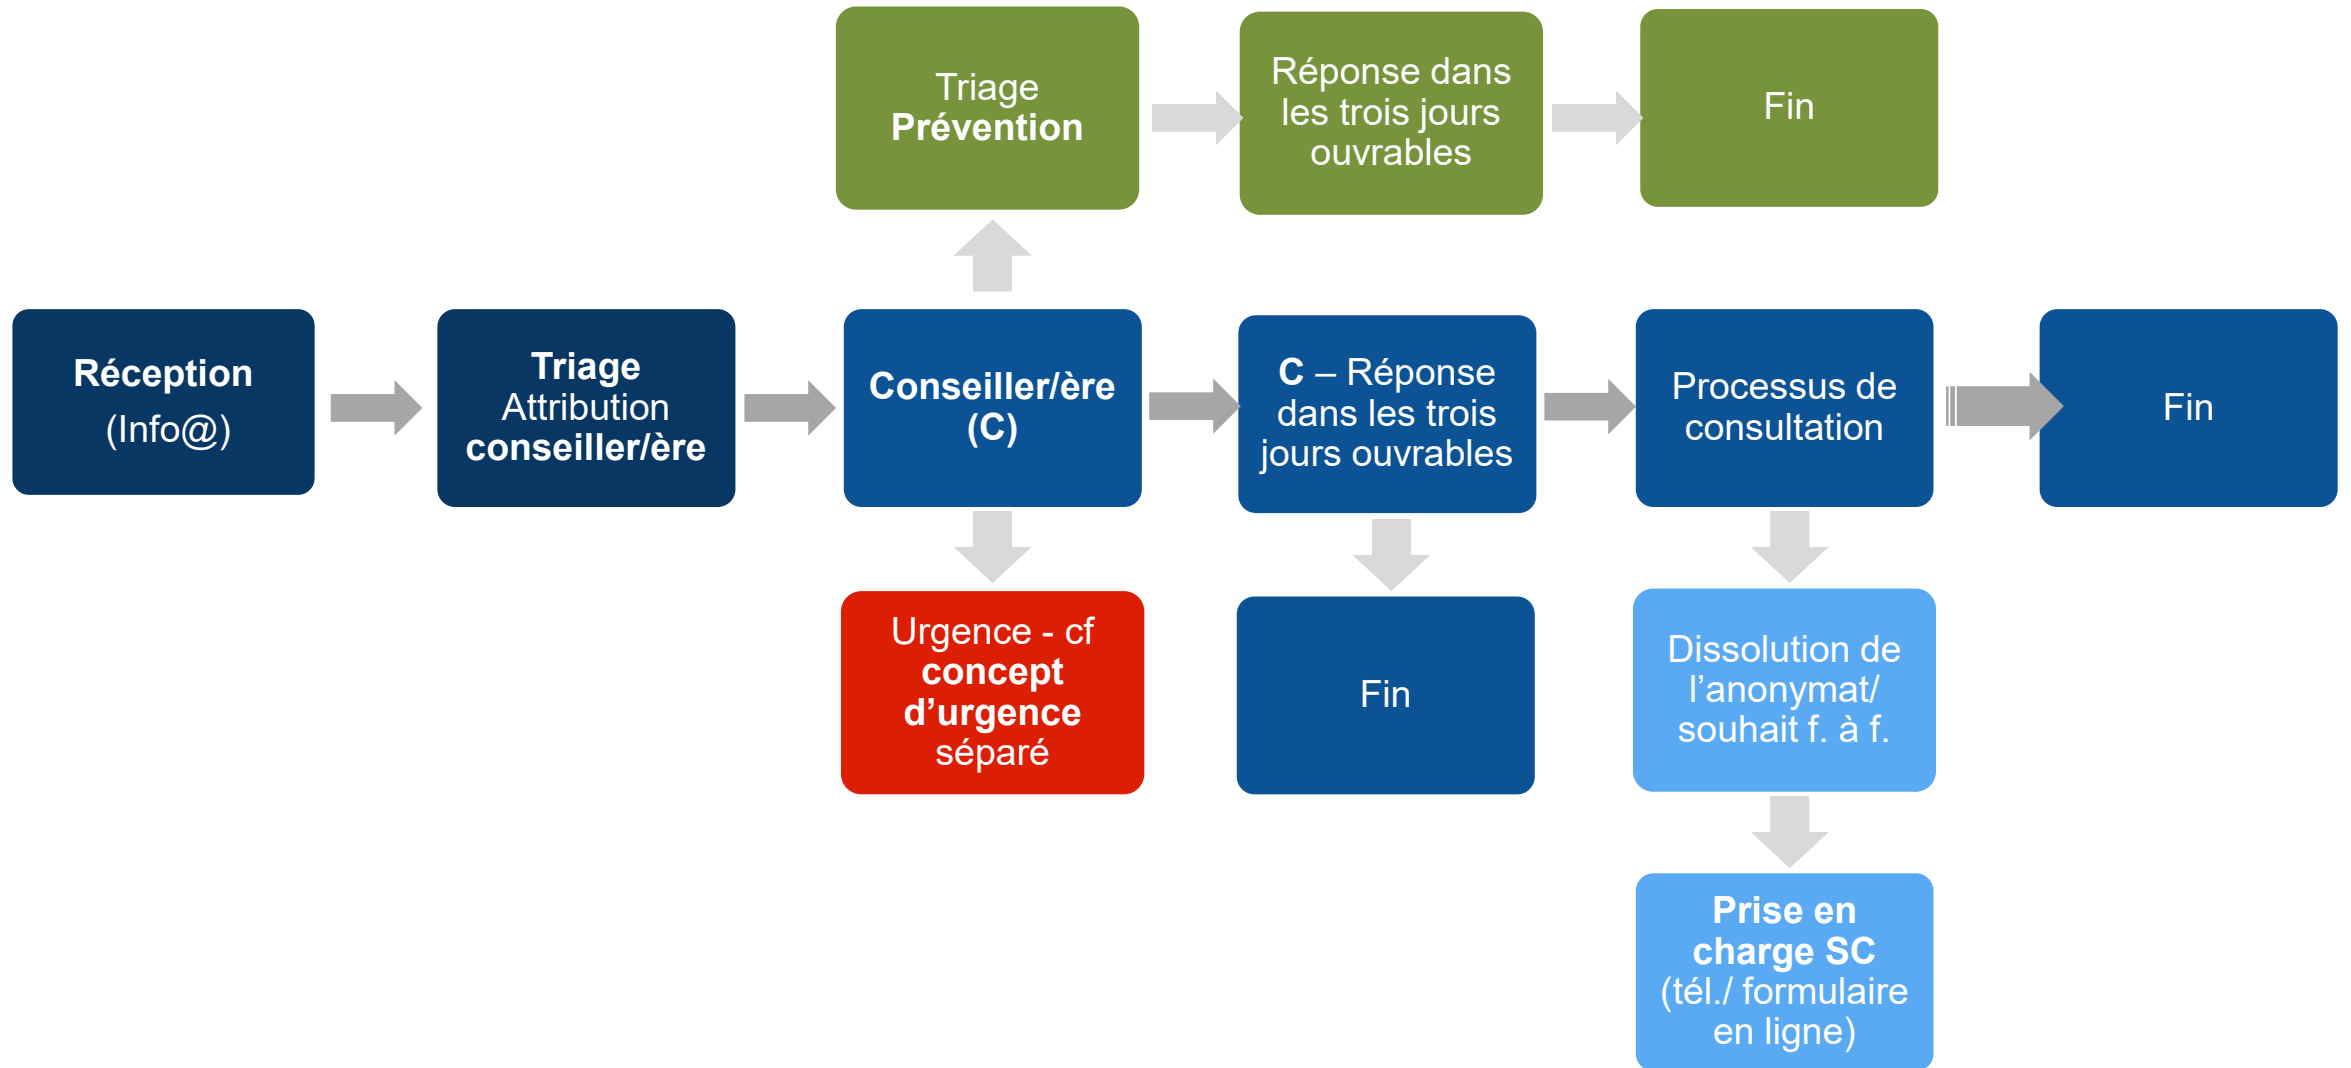 Triage
Prévention
Réponse dans
les trois jours
ouvrables
Fin
Réception
(Info@)
Triage
Attribution
conseiller/ère
Conseiller/ère
(C)
C – Réponse
dans les trois
jours ouvrables
Processus de
consultation
Fin
Urgence - cf
concept
d’urgence
séparé
Fin
Dissolution de
l’anonymat/
souhait f. à f.
Prise en
charge SC
(tél./ formulaire
en ligne)